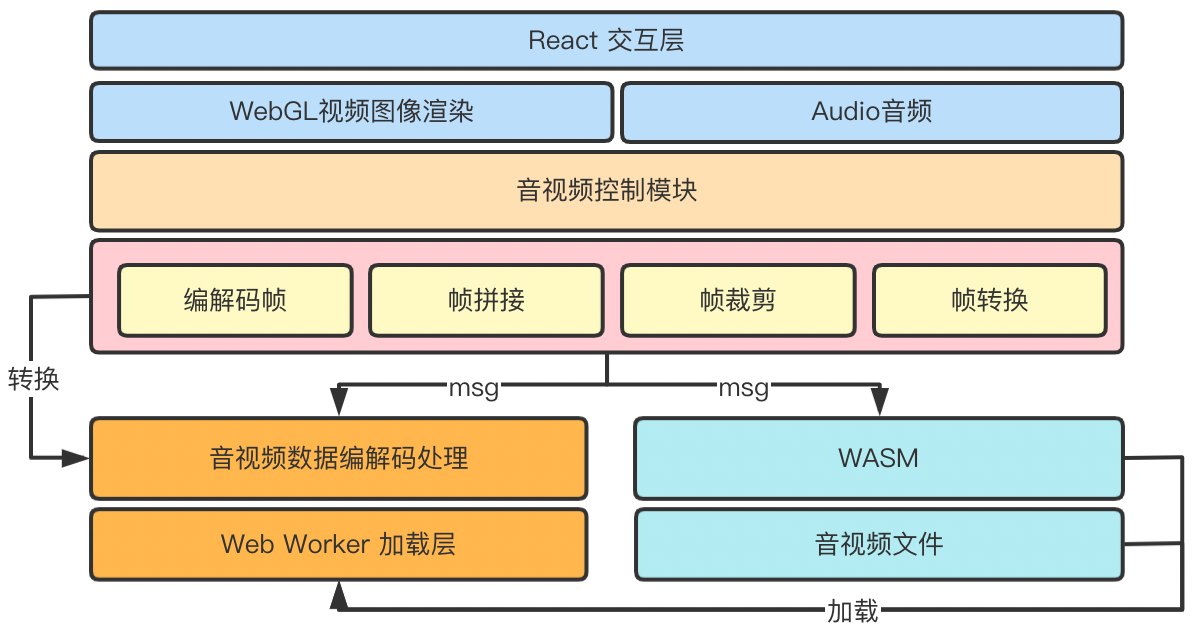 React 交互层
WebGL视频图像渲染
Audio音频
音视频控制模块
编解码帧
帧拼接
帧裁剪
帧转换
转换
msg
msg
音视频数据编解码处理
WASM
Web Worker 加载层
音视频文件
加载